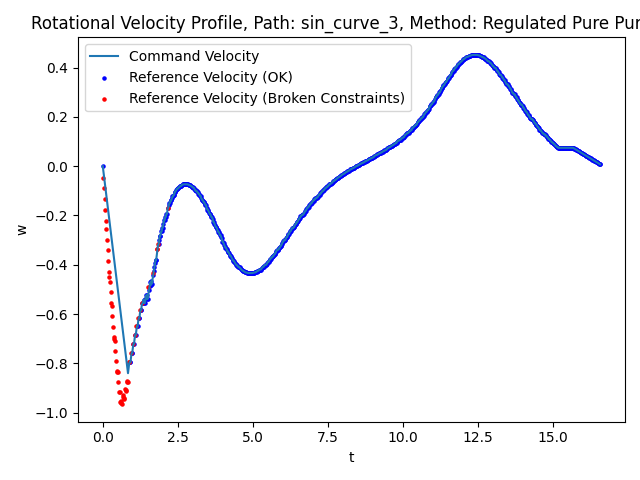 Rotational Velocity Profile, Path: sin_curve_3, Method: Regulated Pure
Command Velocity
Reference Velocity (OK)
Reference Velocity (Broken Constraints)
0.4
0.2
0.0
−0.2
−0.4
−0.6
−0.8
−1.0
w
0.0
2.5
5.0
7.5
10.0
12.5
15.0
t